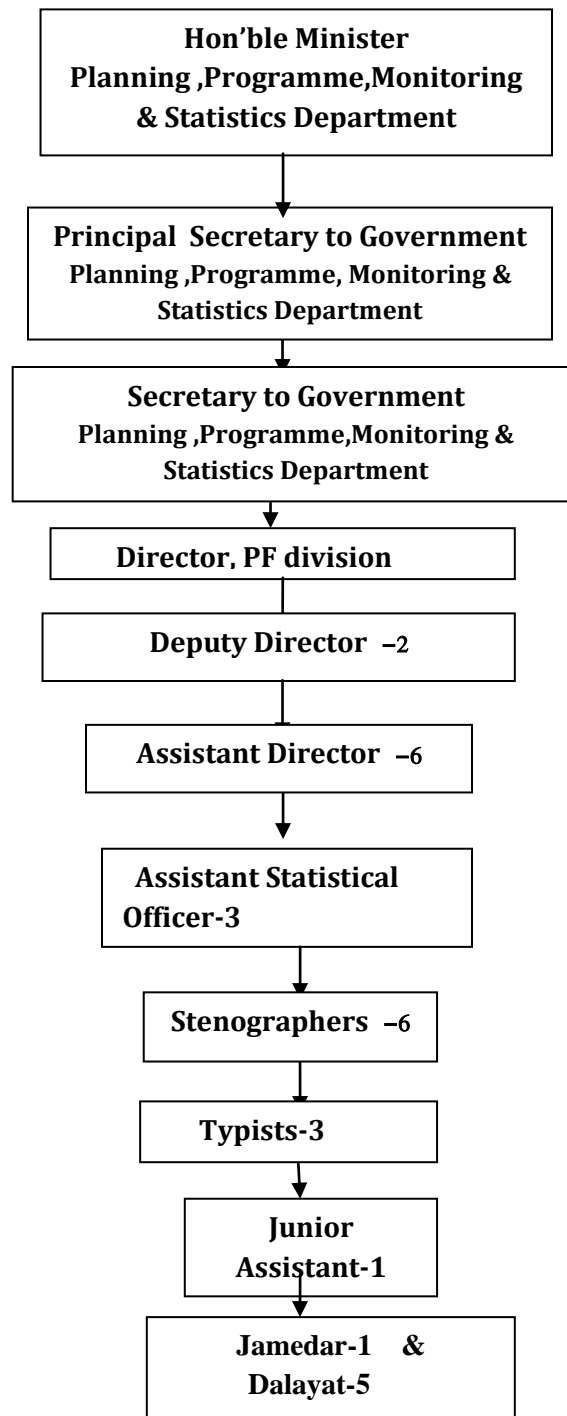 Hon’ble Minister
Planning ,Programme,Monitoring
& Statistics Department
Principal Secretary to Government
Planning ,Programme, Monitoring &
Statistics Department
Secretary to Government
Planning ,Programme,Monitoring &
Statistics Department
Director, PF division
Deputy Director –2
Assistant Director –6
Assistant Statistical
Officer-3
Stenographers –6
Typists-3
Junior
Assistant-1
Jamedar-1 &
Dalayat-5